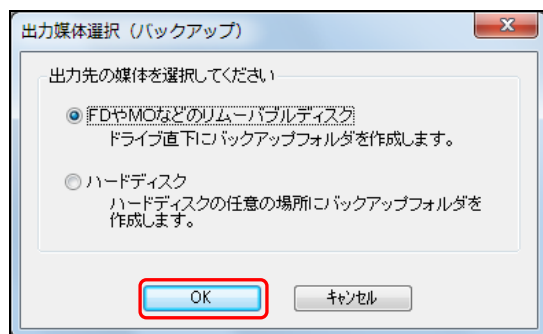 出力媒体選択（バックアップ）
出力先の媒体を選択してください
FDやMOなどのリムーバブルディスク
ドライブ直下にバックアップフォルダを作成します。
ハードディスク
ハードディスクの任意の場所にバックアップフォルダを
作成します。
OK
キャンセル